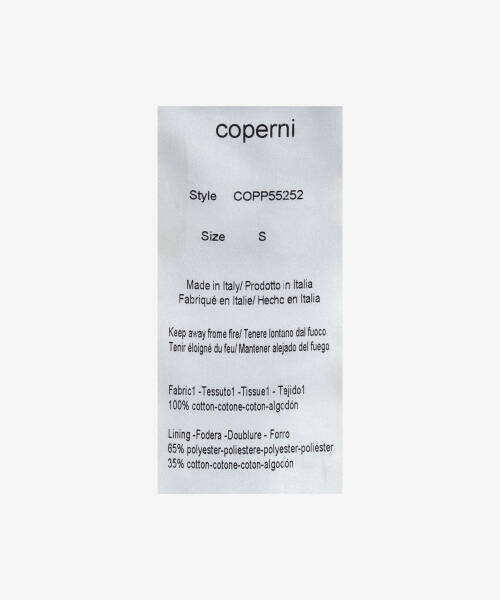 coperni
Style COPP55252
Size S
Made in Italy/ Prodotto in Italia
Fabriqué en Italie/ Hecho en Italia
Keep away frome fire/ Tenere lontano dal fuoco
Tenir éloigné du feu/ Mantener alejado del fuego
Fabric1 -Tessuto1 -Tissue1 - Tejido1
100% cotton-cotone-coton-algodón
Lining -Fodera -Doublure - Forro
65% polyester-poliestere-polyester-poliéster
35% cotton-cotone-coton-algodón